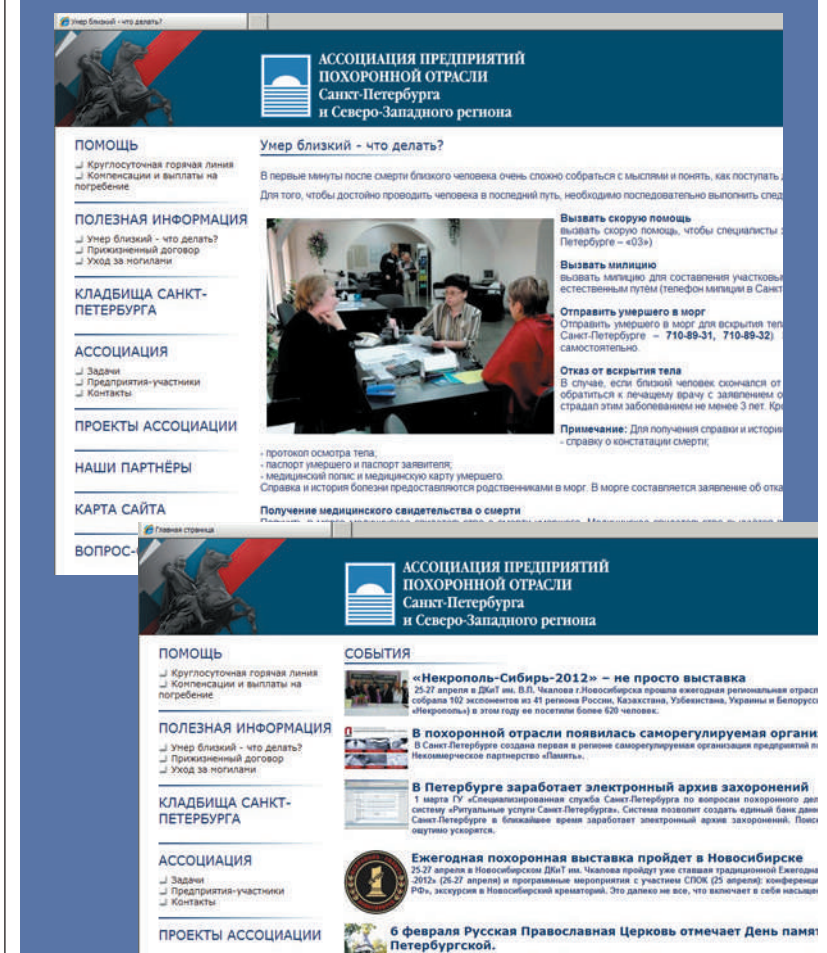 Умер близкий - что делать?
АССОЦИАЦИЯ ПРЕДПРИЯТИЙ
ПОХОРОННОЙ ОТРАСЛИ
Санкт-Петербурга
и Северо-Западного региона
ПОМОЩЬ
Круглосуточная горячая линия
Компенсации и выплаты на
погребение
ПОЛЕЗНАЯ ИНФОРМАЦИЯ
Умер близкий - что делать?
Прижизненный договор
Уход за могилами
КЛАДБИЩА САНКТ-
ПЕТЕРБУРГА
АССОЦИАЦИЯ
Задачи
Предприятия-участники
Контакты
ПРОЕКТЫ АССОЦИАЦИИ
НАШИ ПАРТНЁРЫ
КАРТА САЙТА
ВОПРОС-
Умер близкий - что делать?
В первые минуты после смерти близкого человека очень сложно собраться с мыслями и понять, как поступать
Для того, чтобы достойно проводить человека в последний путь, необходимо последовательно выполнить след
Вызвать скорую помощь
вызвать скорую помощь, чтобы специалисты
Петербурге – «03»)
Вызвать милицию
вызвать милицию для составления участковы
естественным путём (телефон милиции в Санкт
Отправить умершего в морг
Отправить умершего в морг для вскрытия тел
Санкт-Петербурге – 710-89-31, 710-89-32)
самостоятельно.
Отказ от вскрытия тела
В случае, если близкий человек скончался от
обратиться к лечащему врачу с заявлением о
страдал этим заболеванием не менее 3 лет. Кро
Примечание: Для получения справки и истории
- справку о констатации смерти;
- протокол осмотра тела;
- паспорт умершего и паспорт заявителя;
- медицинский полис и медицинскую карту умершего.
Справка и история болезни предоставляются родственниками в морг. В морге составляется заявление об отка
Получение медицинского свидетельства о смерти
Главная страница
АССОЦИАЦИЯ ПРЕДПРИЯТИЙ
ПОХОРОННОЙ ОТРАСЛИ
Санкт-Петербурга
и Северо-Западного региона
ПОМОЩЬ
Круглосуточная горячая линия
Компенсации и выплаты на
погребение
ПОЛЕЗНАЯ ИНФОРМАЦИЯ
Умер близкий - что делать?
Прижизненный договор
Уход за могилами
КЛАДБИЩА САНКТ-
ПЕТЕРБУРГА
АССОЦИАЦИЯ
Задачи
Предприятия-участники
Контакты
ПРОЕКТЫ АССОЦИАЦИИ
СОБЫТИЯ
«Некрополь-Сибирь-2012» – не просто выставка
25-27 апреля в ДКиТ им. В.П. Чкалова г.Новосибирска прошла ежегодная региональная отрасл
собрала 102 экспонентов из 41 региона России, Казахстана, Узбекистана, Украины и Белорусс
«Некрополь») в этом году ее посетили более 620 человек.
В похоронной отрасли появилась саморегулируемая органи
В Санкт-Петербурге создана первая в регионе саморегулируемая организация предприятий по
Некоммерческое партнерство «Память».
В Петербурге заработает электронный архив захоронений
1 марта ГУ «Специализированная служба Санкт-Петербурга по вопросам похоронного дел
систему «Ритуальные услуги Санкт-Петербурга». Система позволит создать единый банк данн
Санкт-Петербурге в ближайшее время заработает электронный архив захоронений. Поис
ощутимо ускорятся.
Ежегодная похоронная выставка пройдет в Новосибирске
25-27 апреля в Новосибирском ДКиТ им. Чкалова пройдут уже ставшая традиционной Ежегодна
-2012» (26-27 апреля) и программные мероприятия с участием СПОК (25 апреля): конференци
РФ», экскурсия в Новосибирский крематорий. Это далеко не все, что включает в себя насыще
6 февраля Русская Православная Церковь отмечает День памят
Петербургской.